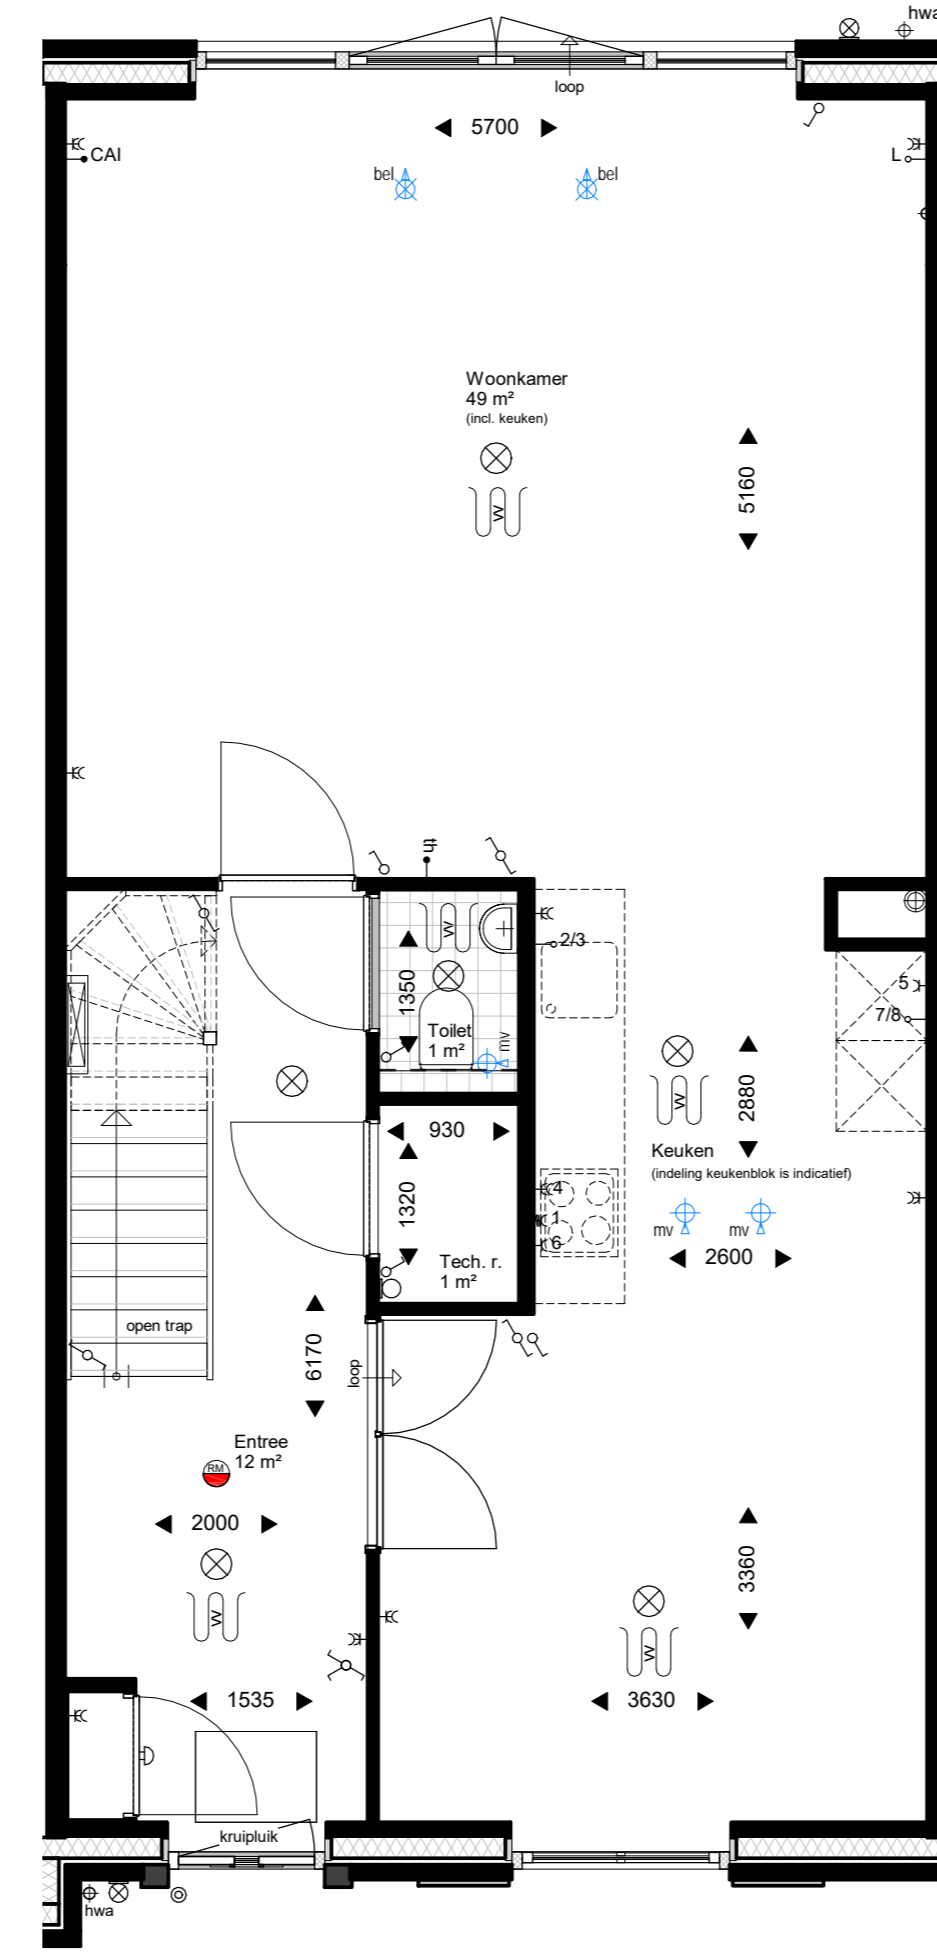 hwa
loop
5700
CAI
L
bel
bel
Woonkamer
49 m²
(incl. keuken)
W
5160
th
W
2/3
1350
Toilet
1 m²
mv
5
7/8
W
2880
Keuken
(indeling keukenblok is indicatief)
930
1320
4
1
6
mv
mv
2600
Tech. r.
1 m²
open trap
6170
loop
Entree
12 m²
RM
2000
W
3360
W
1535
3630
kruipluik
hwa